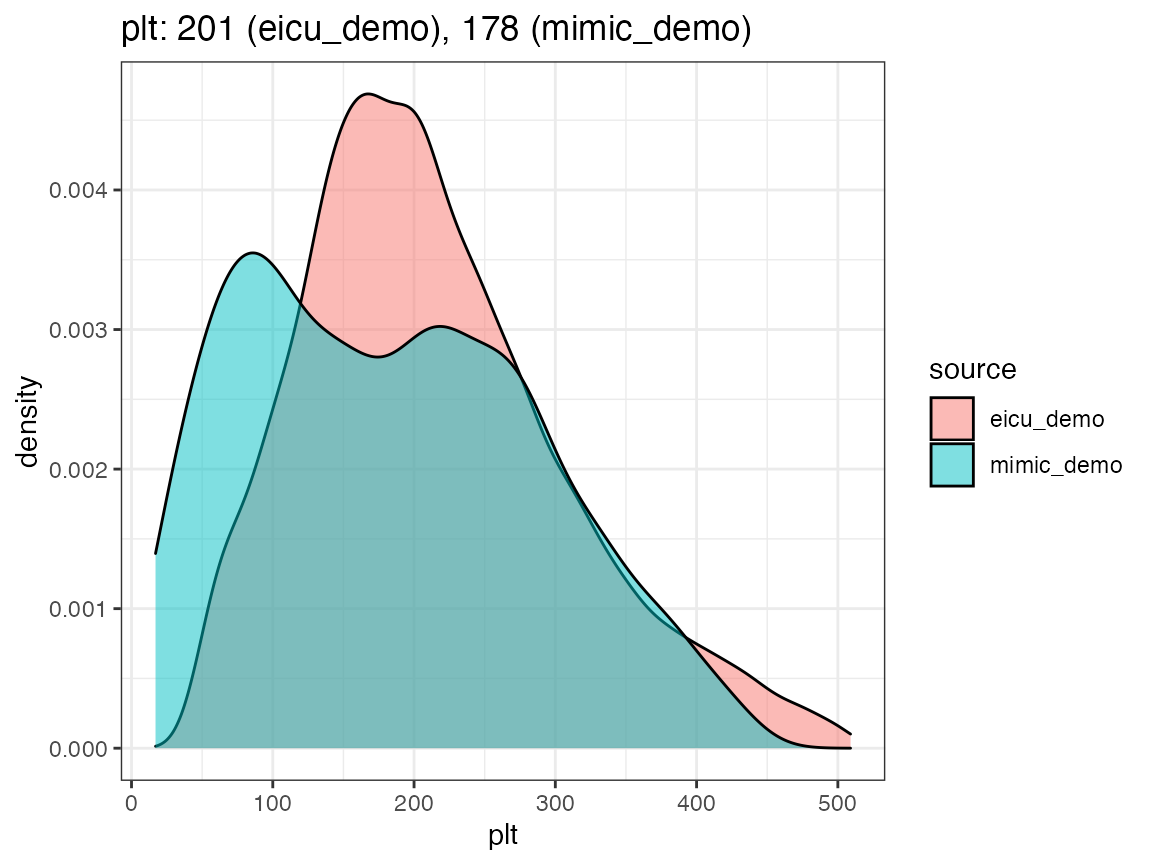 plt: 201 (eicu_demo), 178 (mimic_demo)
0.004
0.003
0.002
0.001
0.000
density
0 100 200 300 400 500
plt
source
eicu_demo
mimic_demo